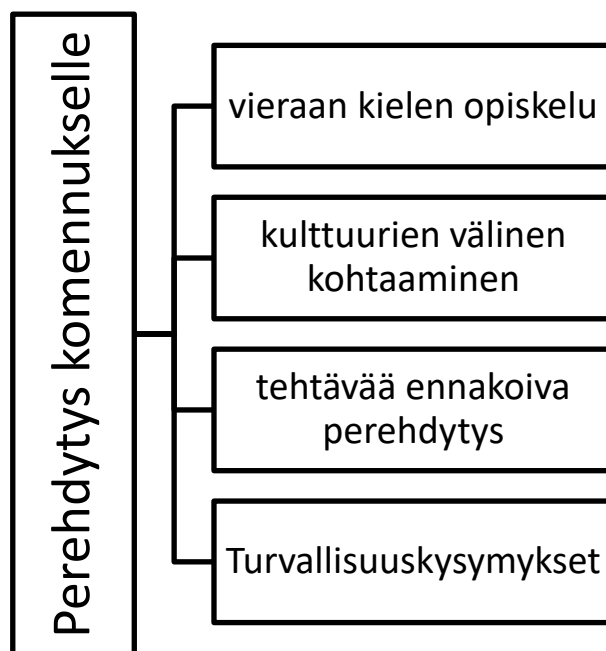 Perehdytys komennukselle
vieraan kielen opiskelu
kulttuurien välinen
kohtaaminen
tehtävää ennakoiva
perehdytys
Turvallisuuskysymykset